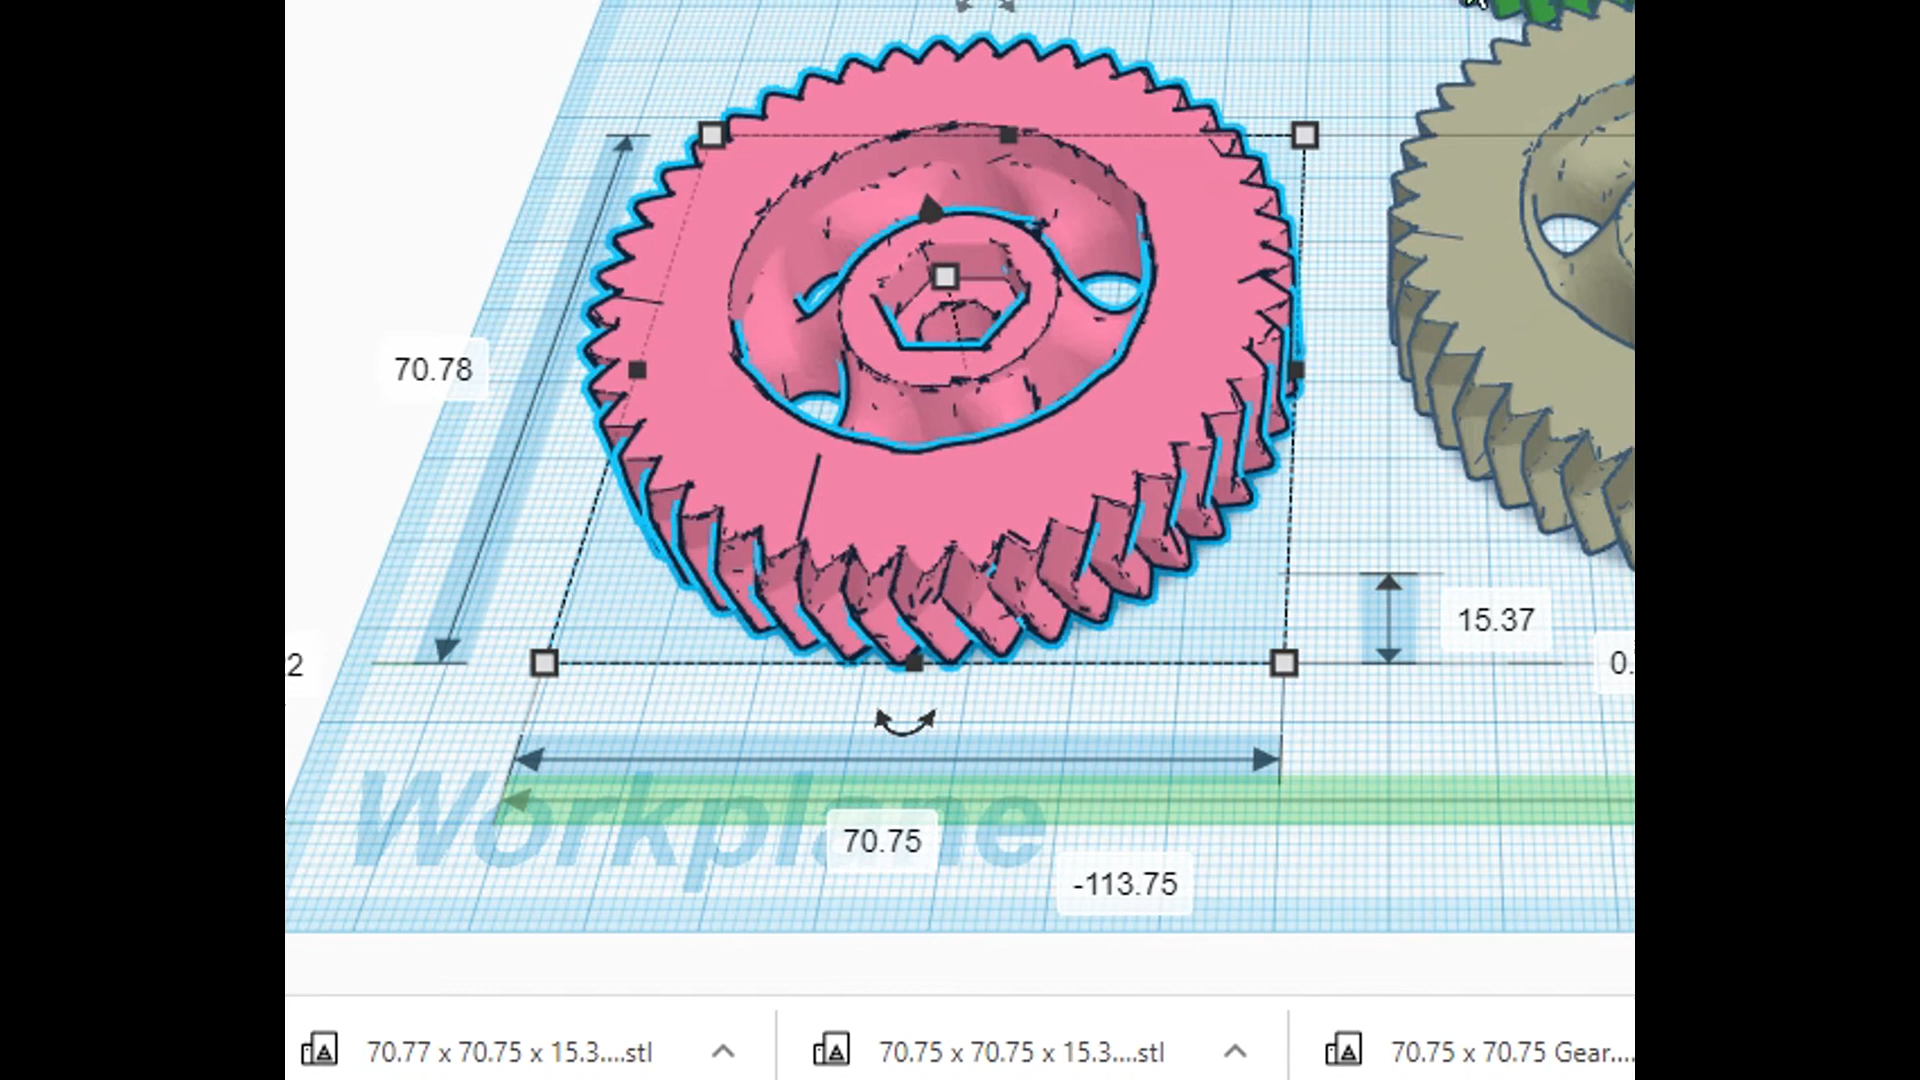 70.78
15.37
2
0.
Workplane
70.75
-113.75
70.77 x 70.75 x 15.3....stl
70.75 x 70.75 x 15.3....stl
70.75 x 70.75 Gear....